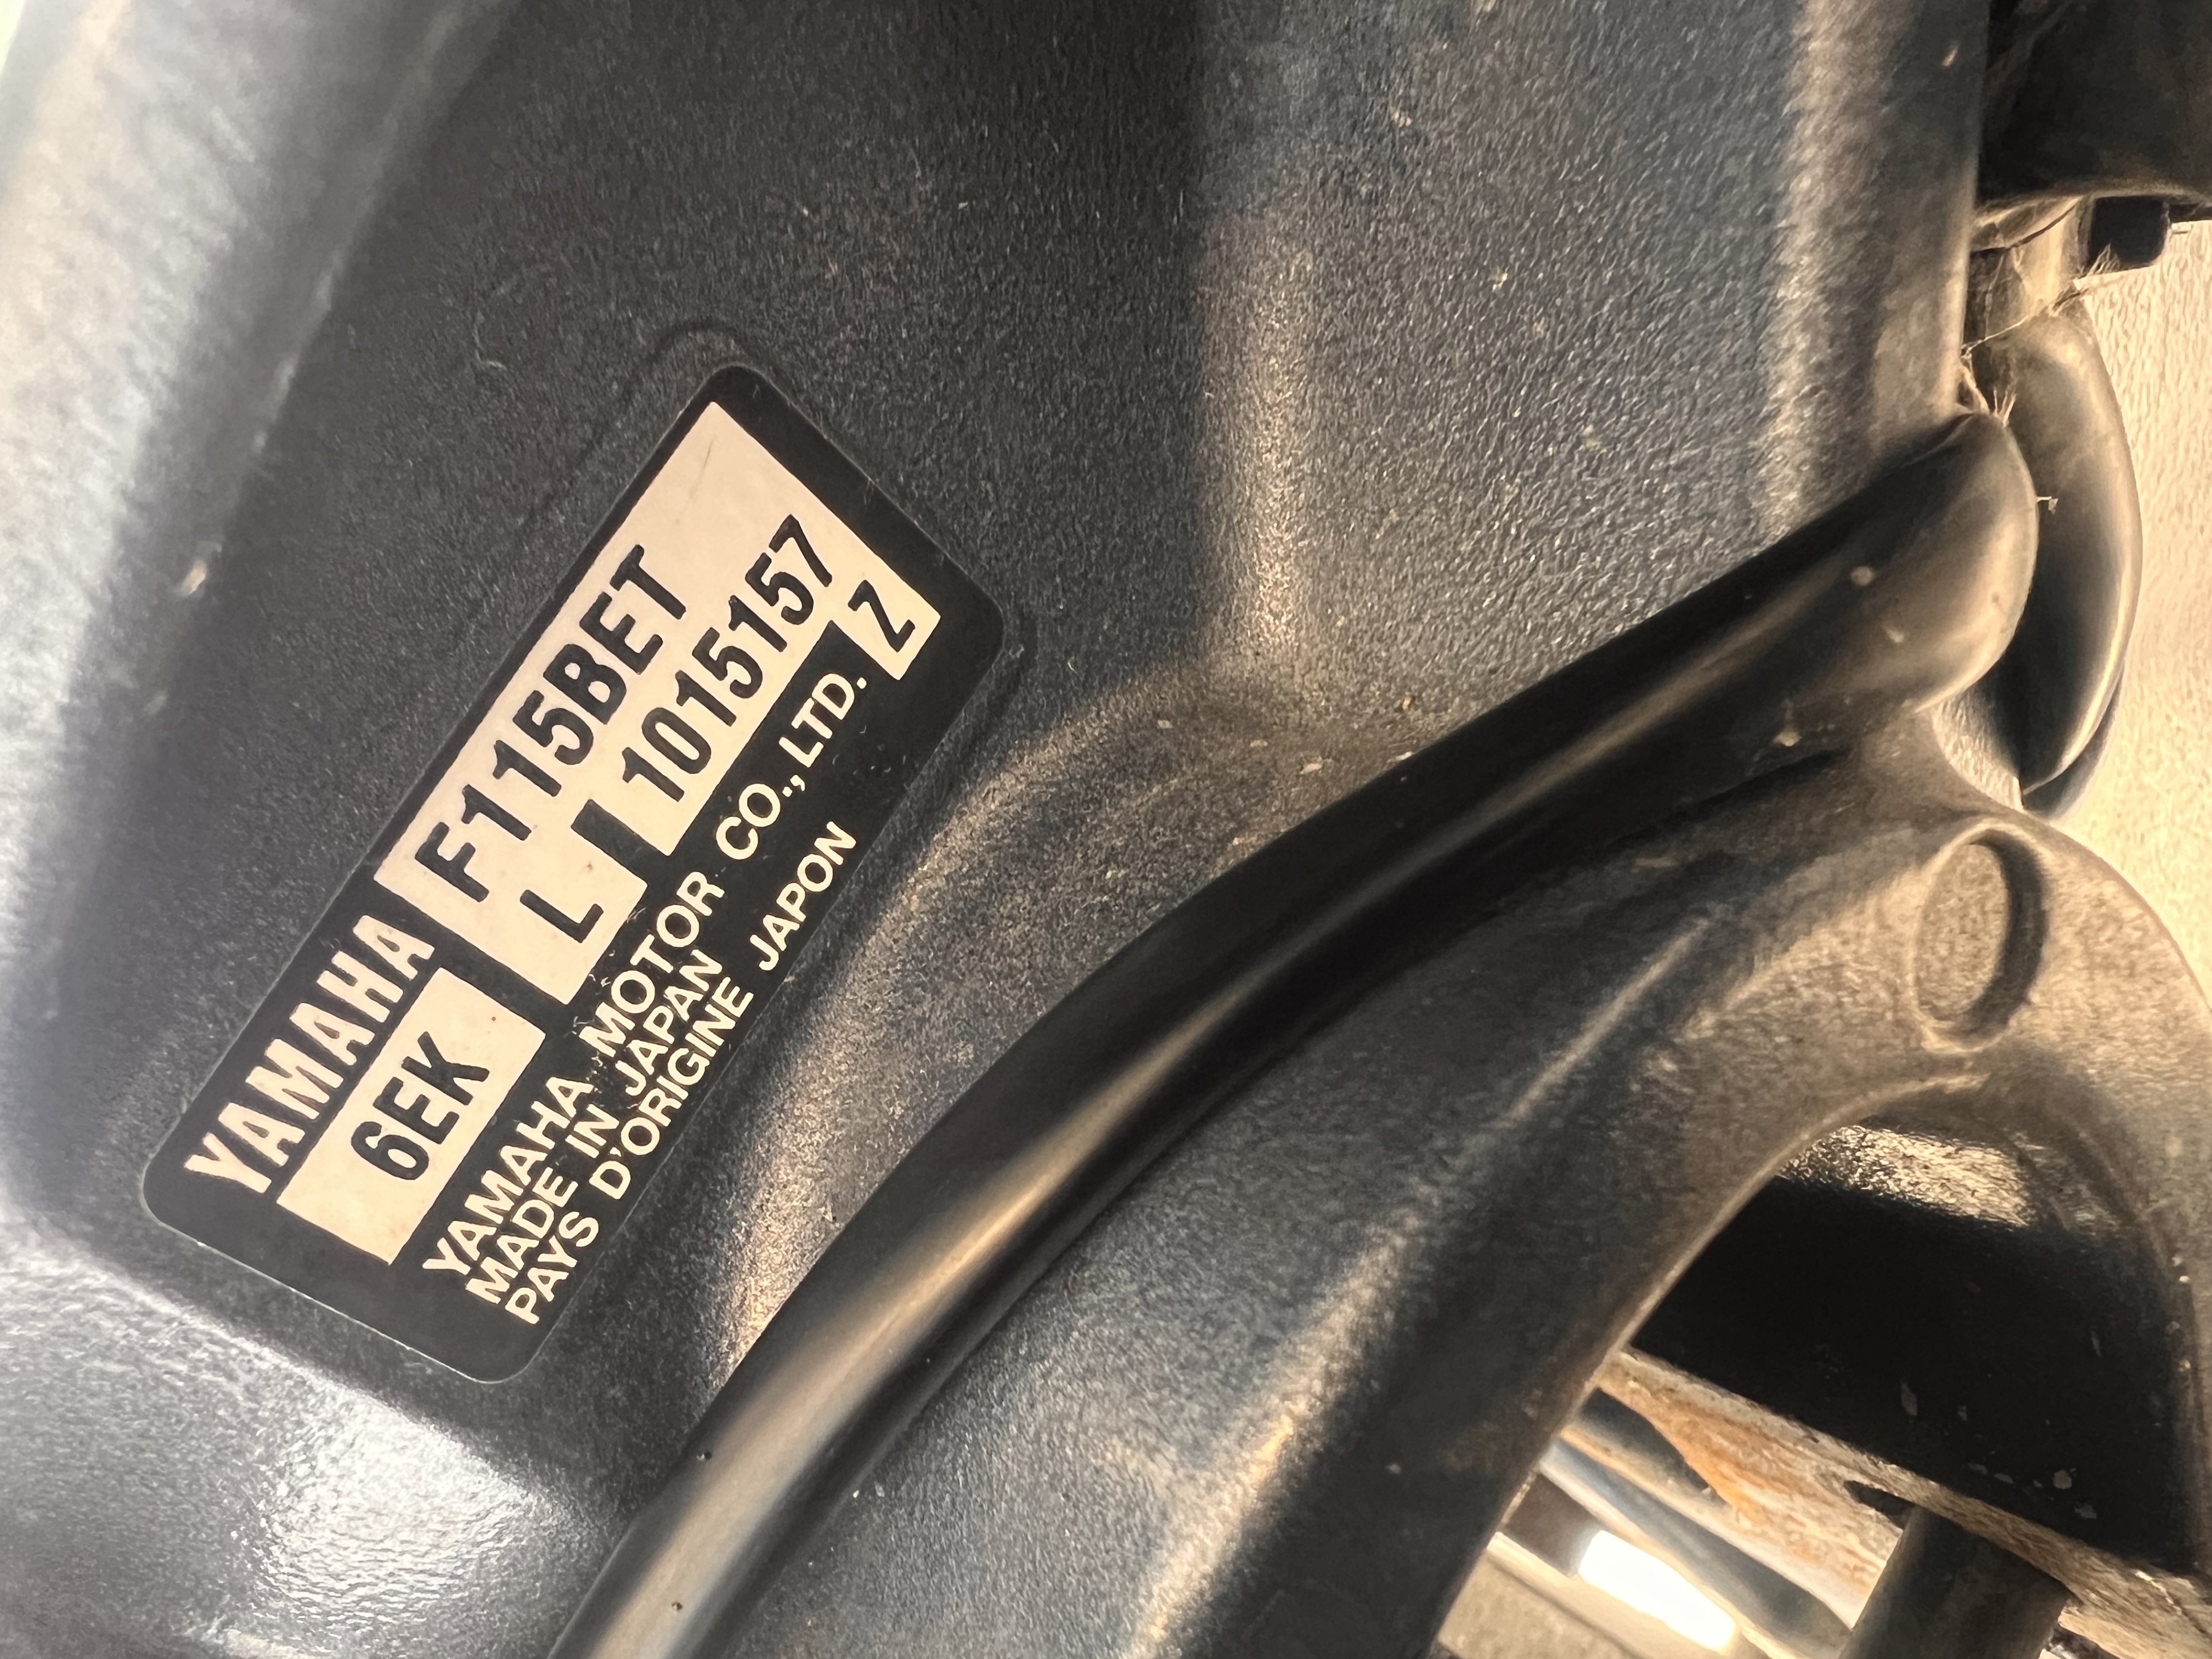 YAMAHA F115BET
6EK L 1015157
YAMAHA MOTOR CO.,LTD. Z
MADE IN JAPAN
PAYS D'ORIGINE JAPON